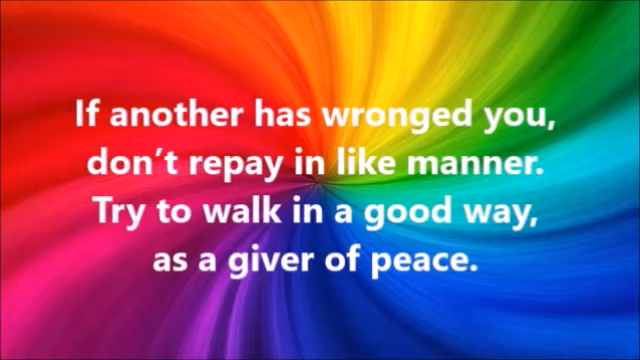 If another has wronged you,
don't repay in like manner.
Try to walk in a good way,
as a giver of peace.